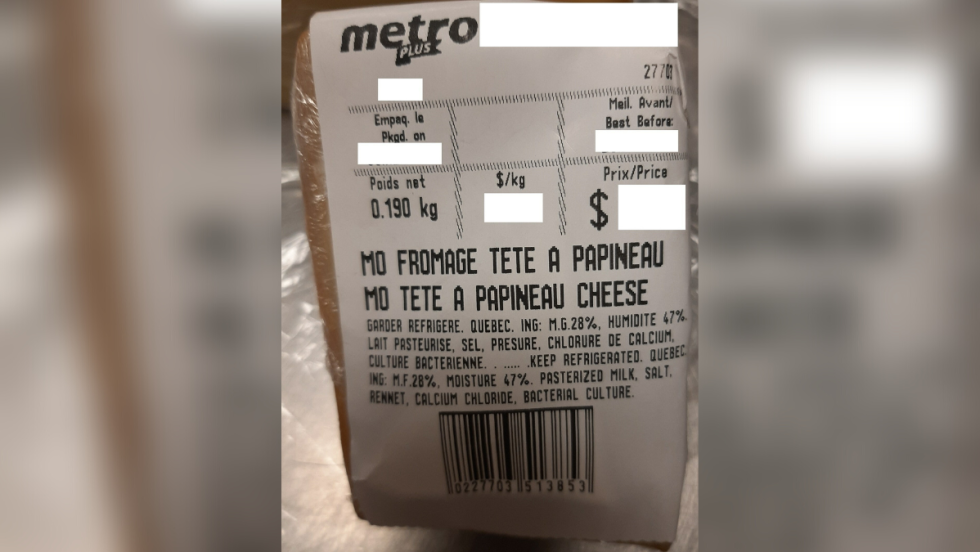 metro
PLUS
Empaq. le
Pkgd. on
Meil. Avant/
Best Before:
Poids net
0.190 kg
$/kg
Prix/Price
$
MO FROMAGE TETE A PAPINEAU
MO TETE A PAPINEAU CHEESE
GARDER REFRIGERE. QUEBEC. ING: M.G.28%, HUMIDITE 47%.
LAIT PASTEURISE, SEL, PRESURE, CHLORURE DE CALCIUM,
CULTURE BACTERIENNE. . ..... .KEEP REFRIGERATED. QUEBEC.
ING: M.F.28%, MOISTURE 47%. PASTERIZED MILK, SALT.
RENNET, CALCIUM CHLORIDE, BACTERIAL CULTURE.
0227703 513853